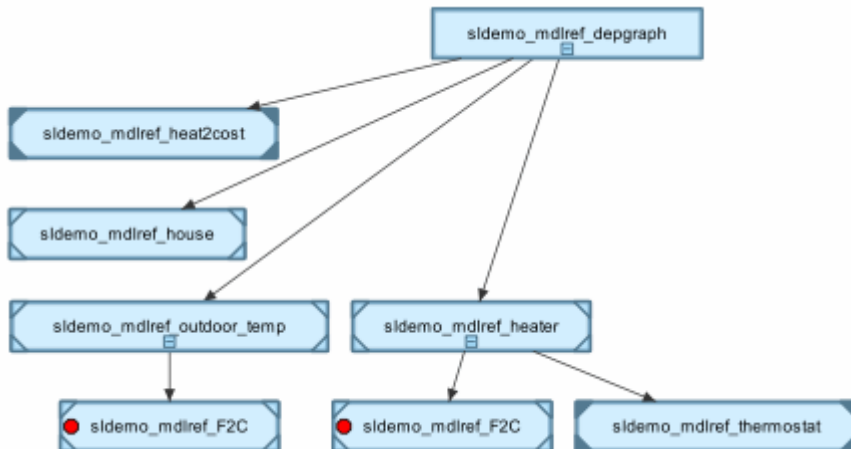 sldemo_mdlref_depgraph
sldemo_mdlref_heat2cost
sldemo_mdlref_house
sldemo_mdlref_outdoor_temp
sldemo_mdlref_heater
sldemo_mdlref_F2C
sldemo_mdlref_F2C
sldemo_mdlref_thermostat